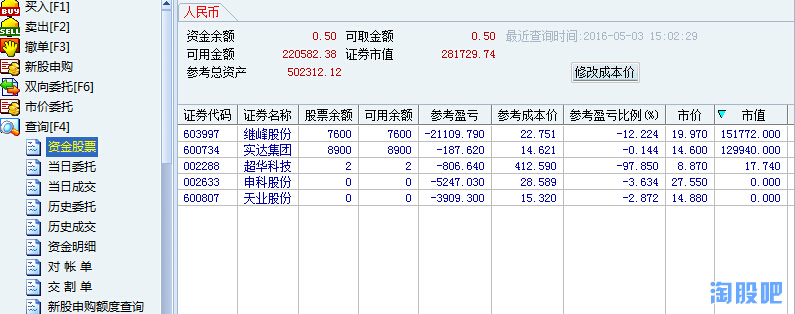 买入[F1]
卖出[F2]
撤单[F3]
新股申购
双向委托[F6]
市价委托
查询[F4]
资金股票
当日委托
当日成交
历史委托
历史成交
资金明细
对 帐 单
交 割 单
新股申购额度查询
人民币
资金余额 0.50 可取金额 0.50 最近查询时间:2016-05-03 15:02:29
可用金额 220582.38 证券市值 281729.74
参考总资产 502312.12
修改成本价
证券代码 证券名称 股票余额 可用余额 参考盈亏 参考成本价 参考盈亏比例(%) 市价 市值
603997 继峰股份 7600 7600 -21109.790 22.751 -12.224 19.970 151772.000
600734 实达集团 8900 8900 -187.620 14.621 -0.144 14.600 129940.000
002288 超华科技 2 2 -806.640 412.590 -97.850 8.870 17.740
002633 申科股份 0 0 -5247.030 28.589 -3.634 27.550 0.000
600807 天业股份 0 0 -3909.300 15.320 -2.872 14.880 0.000
淘股吧